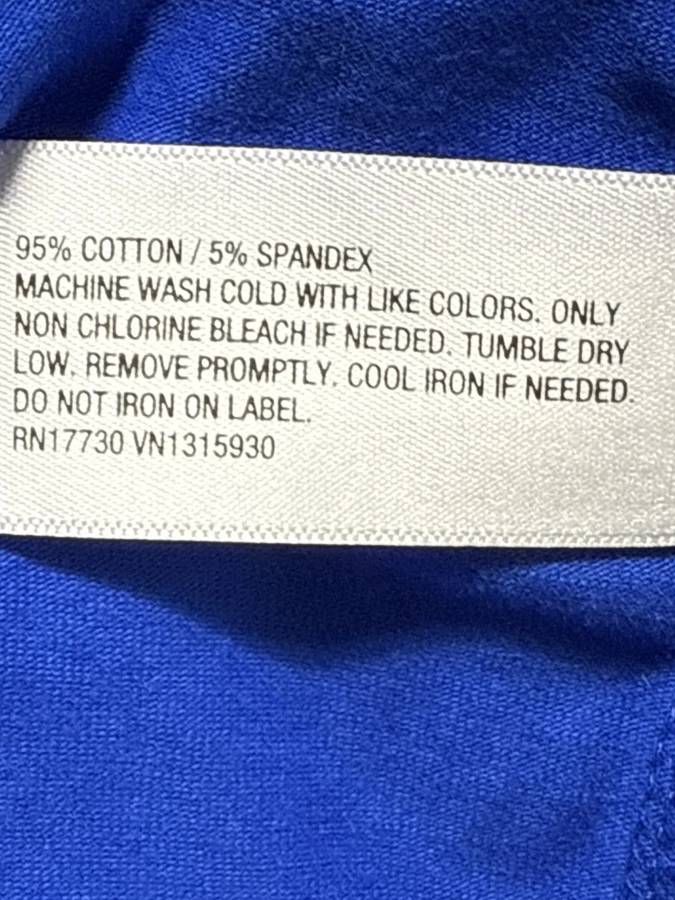 95% COTTON / 5% SPANDEX
MACHINE WASH COLD WITH LIKE COLORS. ONLY
NON CHLORINE BLEACH IF NEEDED. TUMBLE DRY
LOW. REMOVE PROMPTLY. COOL IRON IF NEEDED.
DO NOT IRON ON LABEL.
RN17730 VN1315930